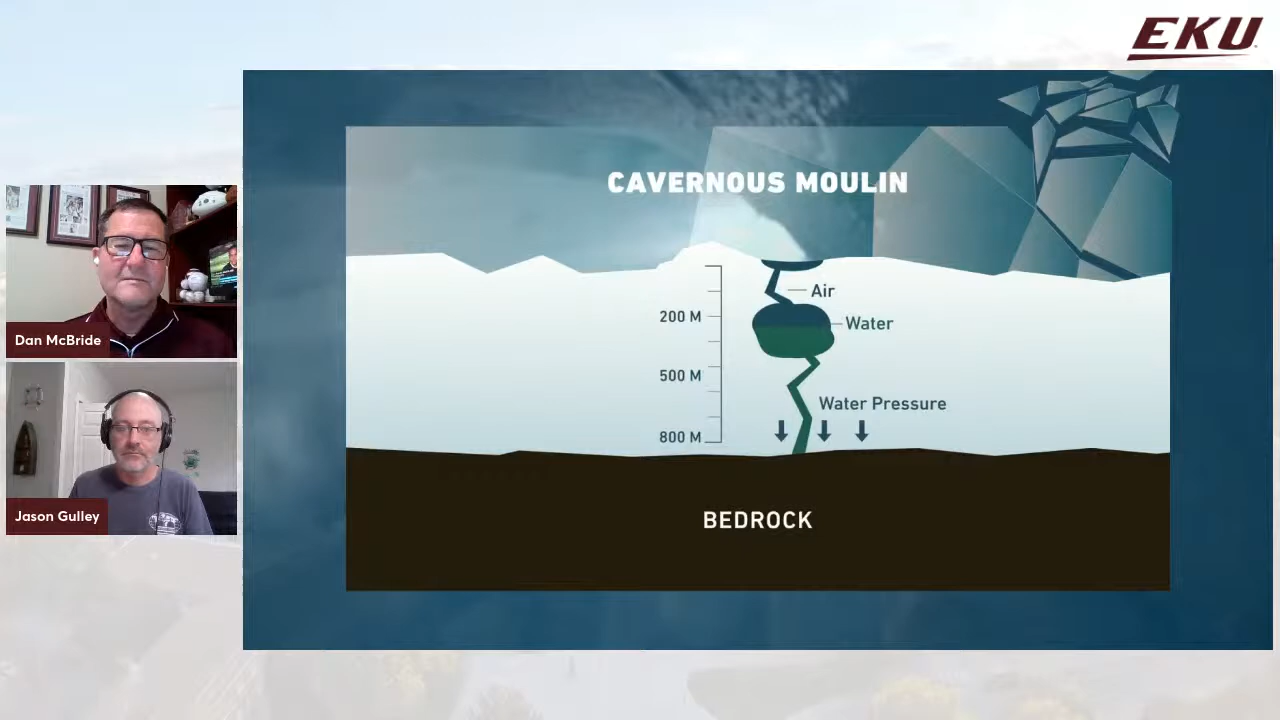 EKU
CAVERNOUS MOULIN
Air
200 M
Water
500 M
Water Pressure
800 M
BEDROCK
Dan McBride
Jason Gulley